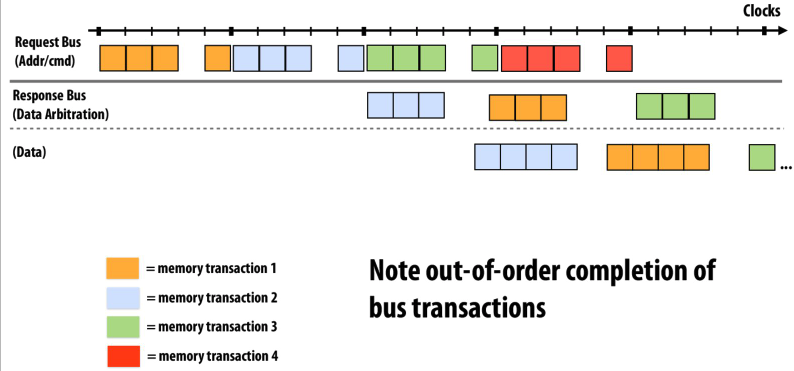 Clocks
Request Bus
(Addr/cmd)
Response Bus
(Data Arbitration)
(Data)
...
= memory transaction 1
= memory transaction 2
= memory transaction 3
= memory transaction 4
Note out-of-order completion of
bus transactions